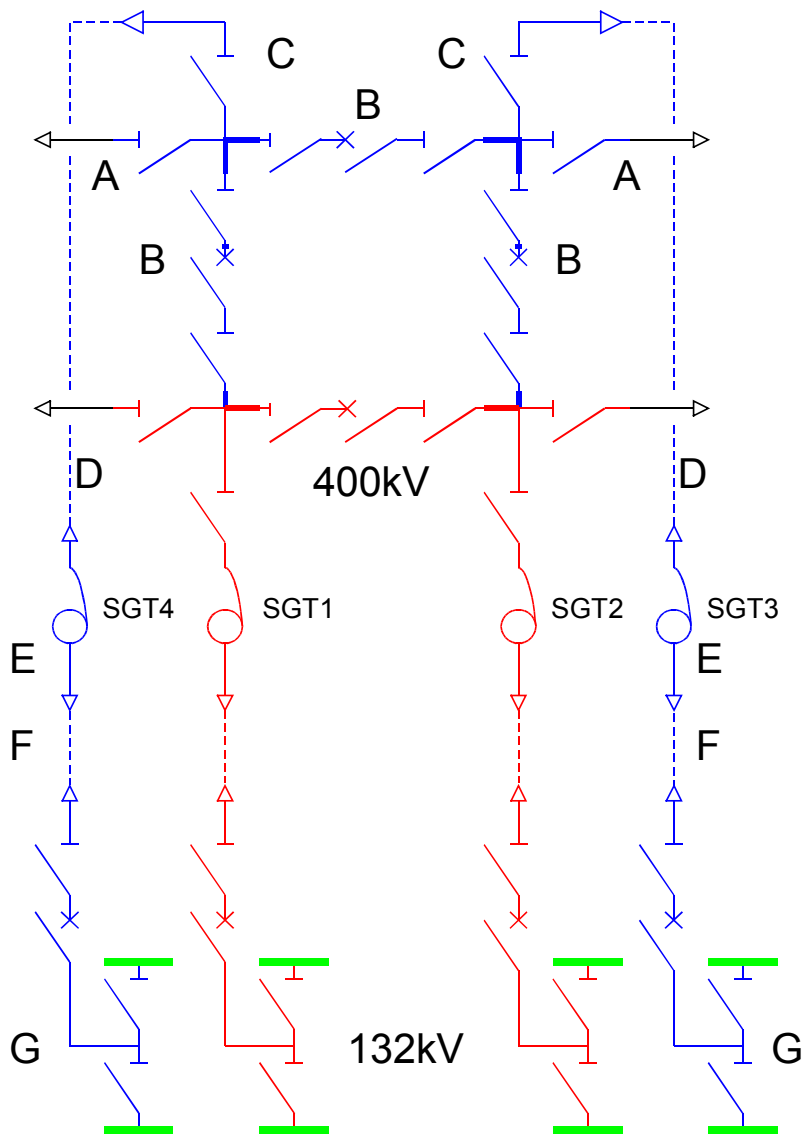 C C
B
A A
B B
D 400kV D
SGT4 SGT1 SGT2 SGT3
E E
F F
G 132kV G